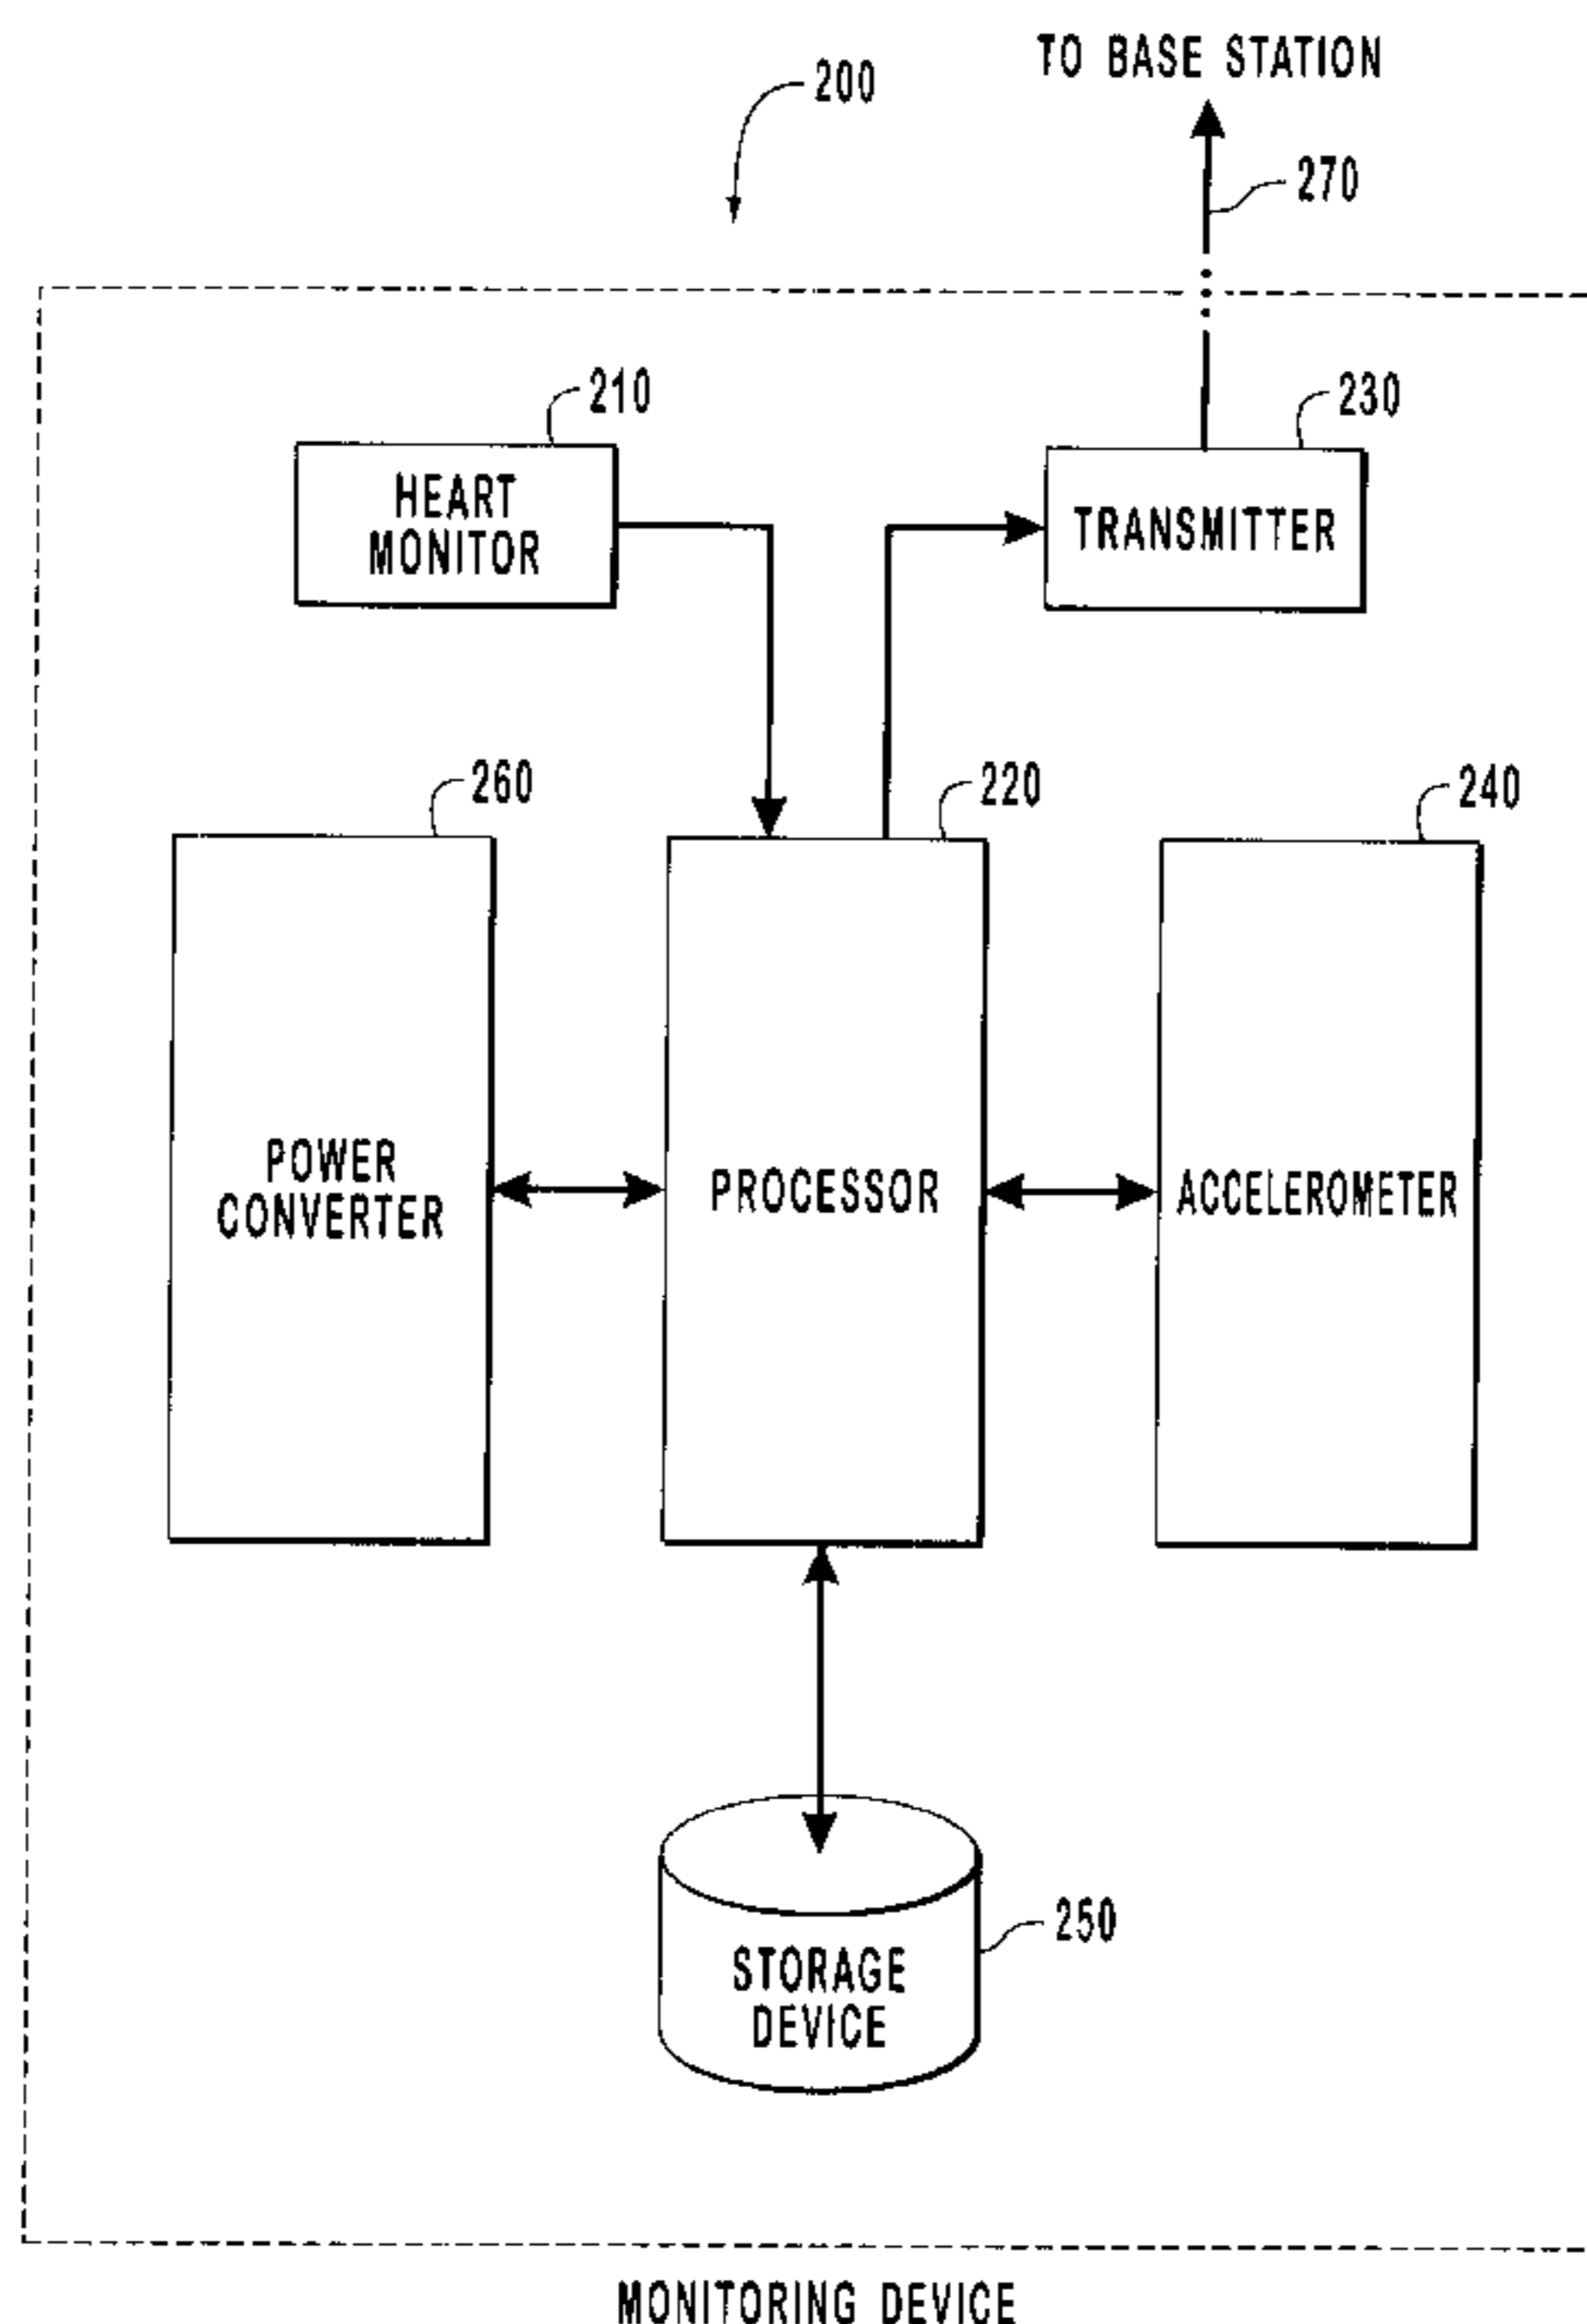 TO BASE STATION
200
270
210
230
HEART
MONITOR
TRANSMITTER
260
220
240
POWER
CONVERTER
PROCESSOR
ACCELEROMETER
250
STORAGE
DEVICE
MONITORING DEVICE